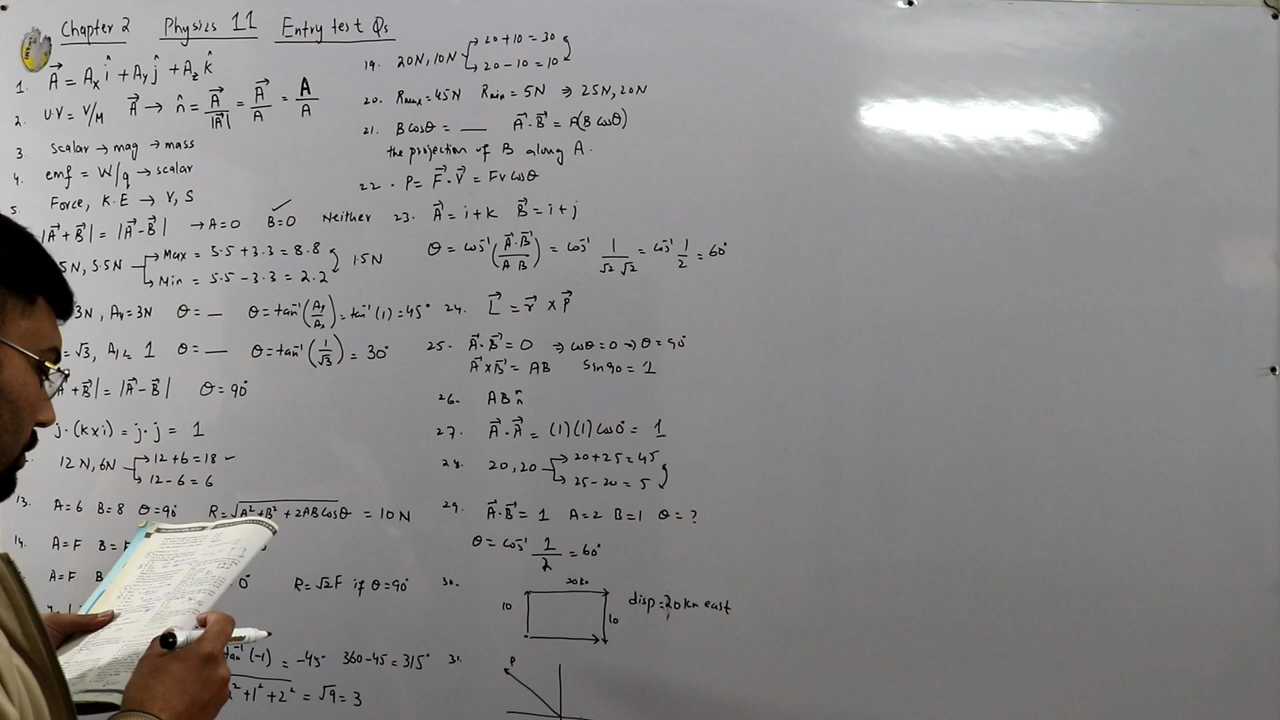 Chapter 2 Physics 11 Entry test Qs
1. A⃗ = Aₓ î + Ay ĵ + Az k̂
2. U.V = V/M A⃗ → n̂ = A⃗/|A⃗| = A⃗/A = A/A
3 scalar → mag → mass
4. emf = W/q → scalar
5. Force, K.E → V, S
|A⃗+B⃗| = |A⃗-B⃗| → A=0 B=0 ✓ Neither
5N, 5.5N → Max = 5.5 + 3.3 = 8.8 1.5N
→ Min = 5.5 - 3.3 = 2.2
3N, Ay=3N θ = __ θ = tan⁻¹(Ay/Ax) = tan⁻¹(1) = 45°
= √3, 1 θ = __ θ = tan⁻¹(1/√3) = 30°
+B⃗| = |A⃗-B⃗| θ = 90°
j.(k×i) = j.j = 1
12 N, 6N → 12+6 = 18 ✓
→ 12-6 = 6
13. A=6 B=8 θ=90° R = √A²+B²+2ABCosθ = 10N
14. A=F B=F
A=F B 0° R = √2F if θ=90°
tan⁻¹(-1) = -45° 360-45 = 315°
²+1²+2² = √9 = 3
19. 20N, 10N → 20+10 = 30
→ 20-10 = 10
20. Rmax = 45N Rmin = 5N ⇒ 25N, 20N
21. B cosθ = __ A⃗.B⃗ = A(B cosθ)
the projection of B along A.
22. P = F⃗.V⃗ = FV cosθ
23. A⃗ = i+k B⃗ = i+j
θ = cos⁻¹(A⃗.B⃗/A B) = cos⁻¹ 1/√2 √2 = cos⁻¹ 1/2 = 60°
24. L⃗ = r⃗ × P⃗
25. A⃗.B⃗ = 0 ⇒ cosθ = 0 → θ = 90°
A⃗×B⃗ = AB Sin90 = 1
26. AB n̂
27. A⃗.A⃗ = (1)(1) cos0° = 1
28. 20, 20 → 20+25 = 45
→ 25-20 = 5
29. A⃗.B⃗ = 1 A=2 B=1 θ = ?
θ = cos⁻¹ 1/2 = 60°
30. 20km
10 10 disp = 20km east
31. P